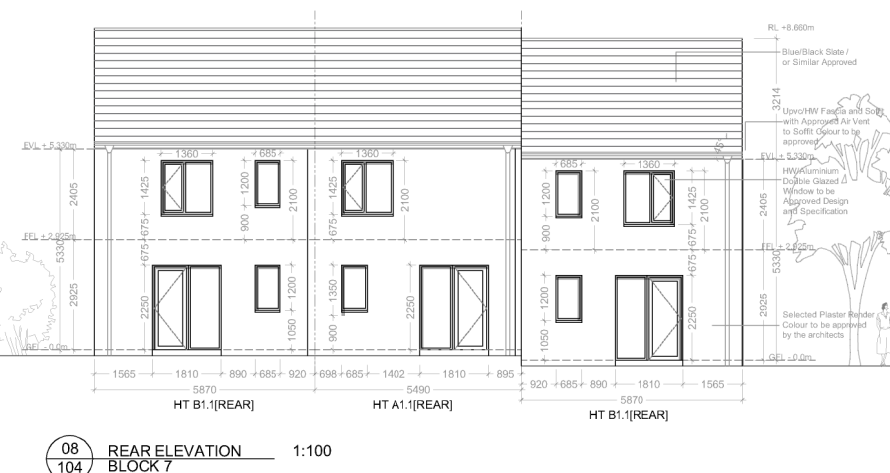 RL +8.660m
Blue/Black Slate /
or Similar Approved
3214
Upvc/HW Fascia and Soffit
with Approved Air Vent
to Soffit Colour to be
approved
45°
EVL + 5.330m
EVL + 5.330m
HW/Aluminium
Double Glazed
Window to be
Approved Design
and Specification
1360
685
1360
685
1360
1425
1200
2100
1425
2100
1200
2100
1425
2100
2405
2405
675
900
675
900
675
675
FFL + 2.925m
FFL + 2.925m
5330
5330
675
675
2925
2925
2250
1200
1050
1350
900
2250
1200
1050
2250
Selected Plaster Render
Colour to be approved
by the architects
GFL - 0.0m
GFL - 0.0m
1565
1810
890
685
920
698
685
1402
1810
895
920
685
890
1810
1565
5870
5490
5870
HT B1.1[REAR]
HT A1.1[REAR]
HT B1.1[REAR]
08
104
REAR ELEVATION 1:100
BLOCK 7